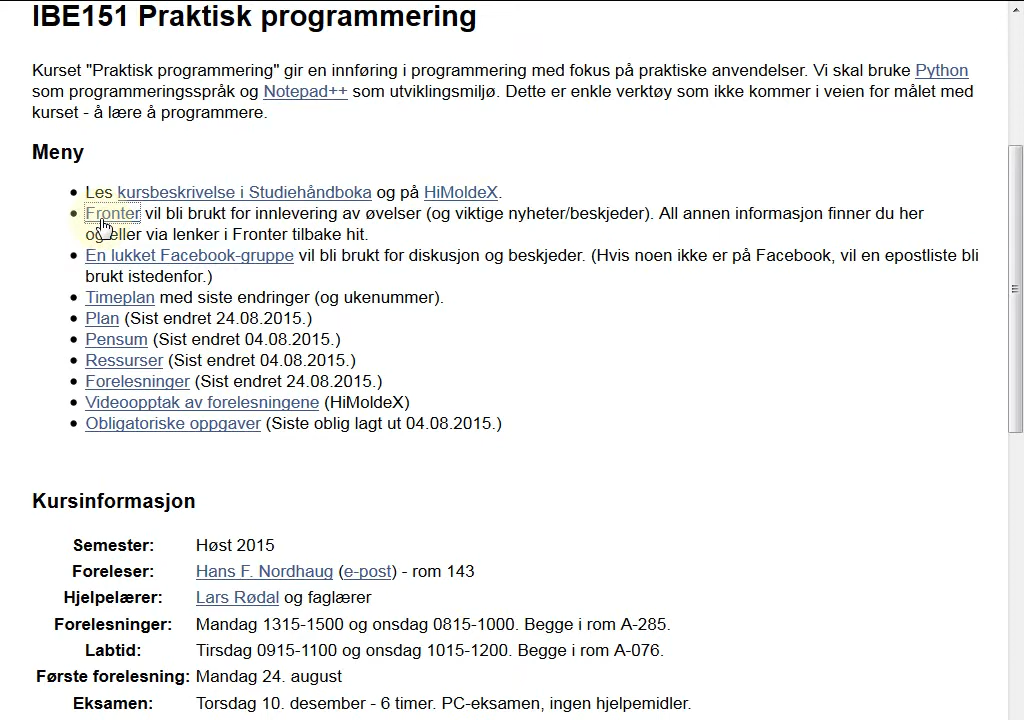 IBE151 Praktisk programmering
Kurset "Praktisk programmering" gir en innføring i programmering med fokus på praktiske anvendelser. Vi skal bruke Python
som programmeringsspråk og Notepad++ som utviklingsmiljø. Dette er enkle verktøy som ikke kommer i veien for målet med
kurset - å lære å programmere.
Meny
Les kursbeskrivelse i Studiehåndboka og på HiMoldeX.
Fronter vil bli brukt for innlevering av øvelser (og viktige nyheter/beskjeder). All annen informasjon finner du her
og/eller via lenker i Fronter tilbake hit.
En lukket Facebook-gruppe vil bli brukt for diskusjon og beskjeder. (Hvis noen ikke er på Facebook, vil en epostliste bli
brukt istedenfor.)
Timeplan med siste endringer (og ukenummer).
Plan (Sist endret 24.08.2015.)
Pensum (Sist endret 04.08.2015.)
Ressurser (Sist endret 04.08.2015.)
Forelesninger (Sist endret 24.08.2015.)
Videoopptak av forelesningene (HiMoldeX)
Obligatoriske oppgaver (Siste oblig lagt ut 04.08.2015.)
Kursinformasjon
Semester: Høst 2015
Foreleser: Hans F. Nordhaug (e-post) - rom 143
Hjelpelærer: Lars Rødal og faglærer
Forelesninger: Mandag 1315-1500 og onsdag 0815-1000. Begge i rom A-285.
Labtid: Tirsdag 0915-1100 og onsdag 1015-1200. Begge i rom A-076.
Første forelesning: Mandag 24. august
Eksamen: Torsdag 10. desember - 6 timer. PC-eksamen, ingen hjelpemidler.